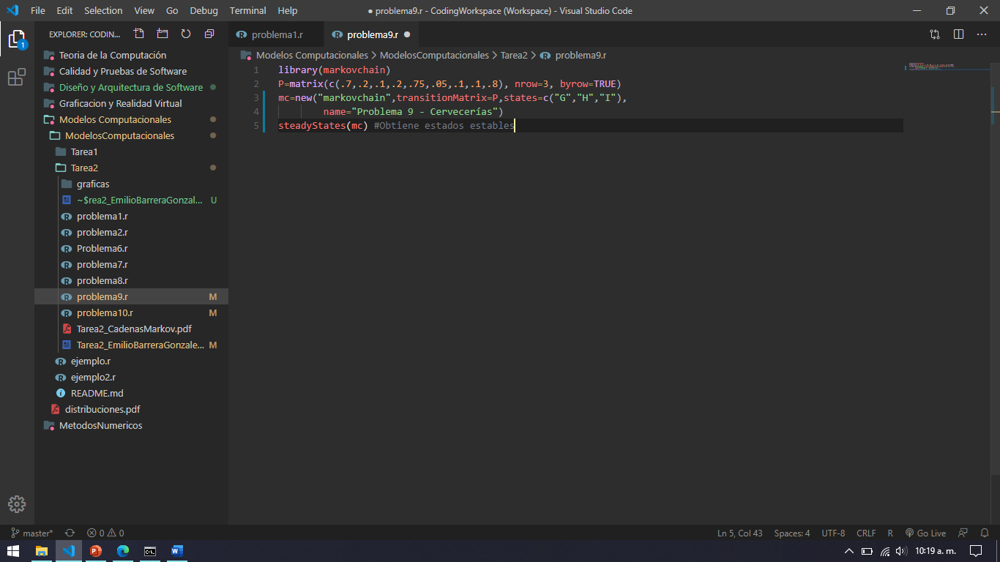 File Edit Selection View Go Debug Terminal Help
● problema9.r - CodingWorkspace (Workspace) - Visual Studio Code
1
EXPLORER: CODIN...
Teoria de la Computación
Calidad y Pruebas de Software
Diseño y Arquitectura de Software
Graficacion y Realidad Virtual
Modelos Computacionales
ModelosComputacionales
Tarea1
Tarea2
graficas
~$rea2_EmilioBarreraGonzal... U
problema1.r
problema2.r
Problema6.r
problema7.r
problema8.r
problema9.r M
problema10.r M
Tarea2_CadenasMarkov.pdf
Tarea2_EmilioBarreraGonzale... M
ejemplo.r
ejemplo2.r
README.md
distribuciones.pdf
MetodosNumericos
problema1.r problema9.r ●
Modelos Computacionales > ModelosComputacionales > Tarea2 > problema9.r
1 library(markovchain)
2 P=matrix(c(.7,.2,.1,.2,.75,.05,.1,.1,.8), nrow=3, byrow=TRUE)
3 mc=new("markovchain",transitionMatrix=P,states=c("G","H","I"),
4 name="Problema 9 - Cervecerías")
5 steadyStates(mc) #Obtiene estados estables
master* 0 0 Ln 5, Col 43 Spaces: 4 UTF-8 CRLF R Go Live
10:19 a. m.